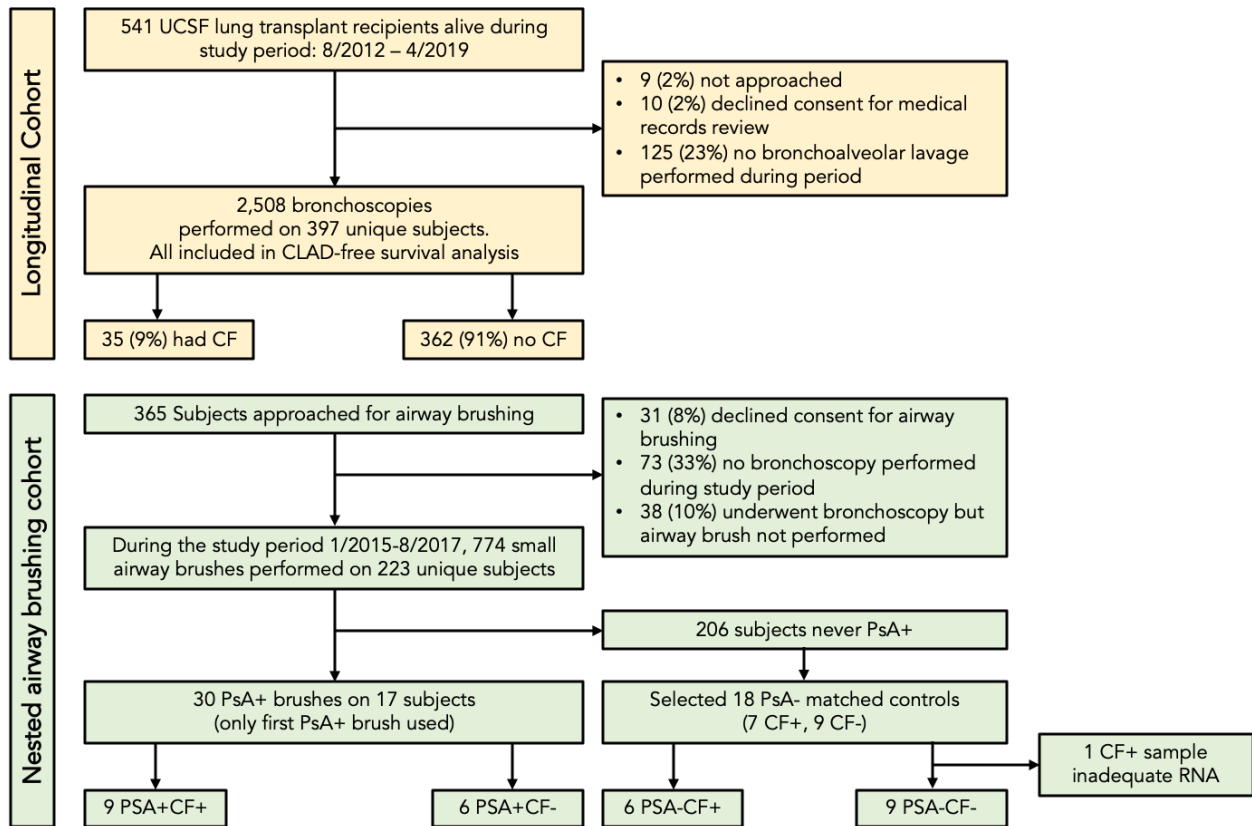 Longitudinal Cohort
541 UCSF lung transplant recipients alive during
study period: 8/2012 – 4/2019
• 9 (2%) not approached
• 10 (2%) declined consent for medical
records review
• 125 (23%) no bronchoalveolar lavage
performed during period
2,508 bronchoscopies
performed on 397 unique subjects.
All included in CLAD-free survival analysis
35 (9%) had CF
362 (91%) no CF
Nested airway brushing cohort
365 Subjects approached for airway brushing
• 31 (8%) declined consent for airway
brushing
• 73 (33%) no bronchoscopy performed
during study period
• 38 (10%) underwent bronchoscopy but
airway brush not performed
During the study period 1/2015-8/2017, 774 small
airway brushes performed on 223 unique subjects
206 subjects never PsA+
30 PsA+ brushes on 17 subjects
(only first PsA+ brush used)
Selected 18 PsA- matched controls
(7 CF+, 9 CF-)
1 CF+ sample
inadequate RNA
9 PSA+CF+
6 PSA+CF-
6 PSA-CF+
9 PSA-CF-